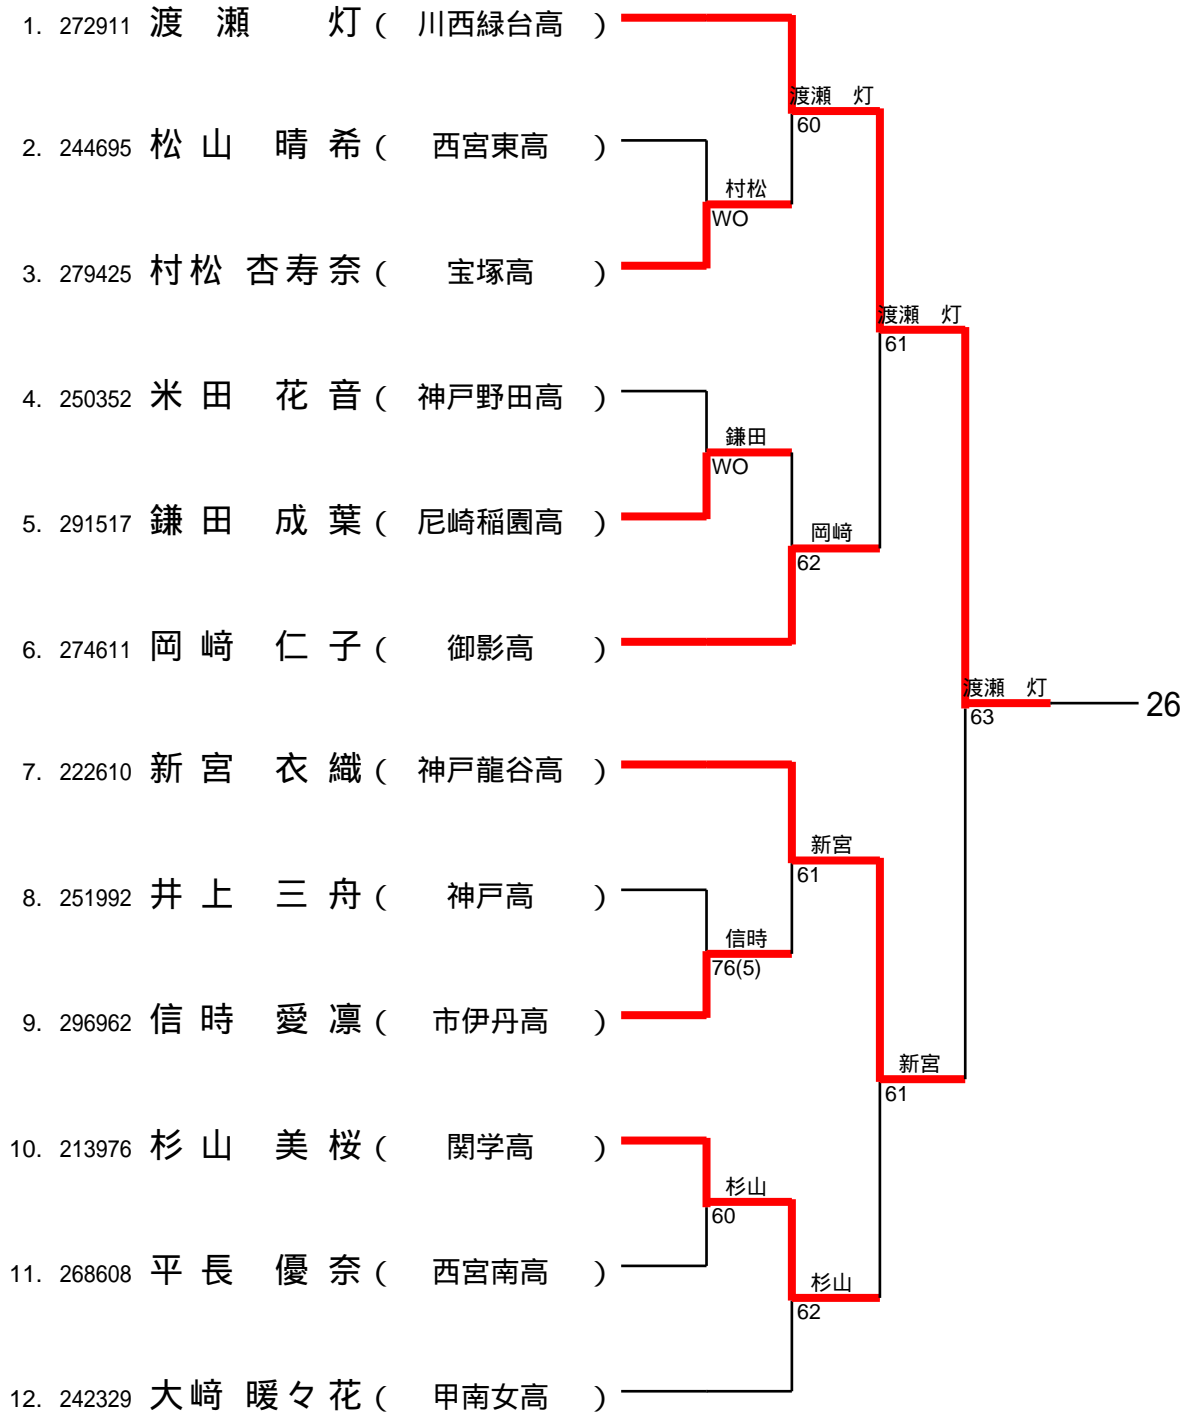 1. 272911 渡瀬 灯 ( 川西緑台高 )
渡瀬 灯
60
2. 244695 松山 晴希 ( 西宮東高 )
村松
WO
3. 279425 村松 杏寿奈 ( 宝塚高 )
渡瀬 灯
61
4. 250352 米田 花音 ( 神戸野田高 )
鎌田
WO
5. 291517 鎌田 成葉 ( 尼崎稲園高 )
岡﨑
62
6. 274611 岡﨑 仁子 ( 御影高 )
渡瀬 灯
63
26
7. 222610 新宮 衣織 ( 神戸龍谷高 )
新宮
61
8. 251992 井上 三舟 ( 神戸高 )
信時
76(5)
9. 296962 信時 愛凛 ( 市伊丹高 )
新宮
61
10. 213976 杉山 美桜 ( 関学高 )
杉山
60
11. 268608 平長 優奈 ( 西宮南高 )
杉山
62
12. 242329 大﨑 暖々花 ( 甲南女高 )